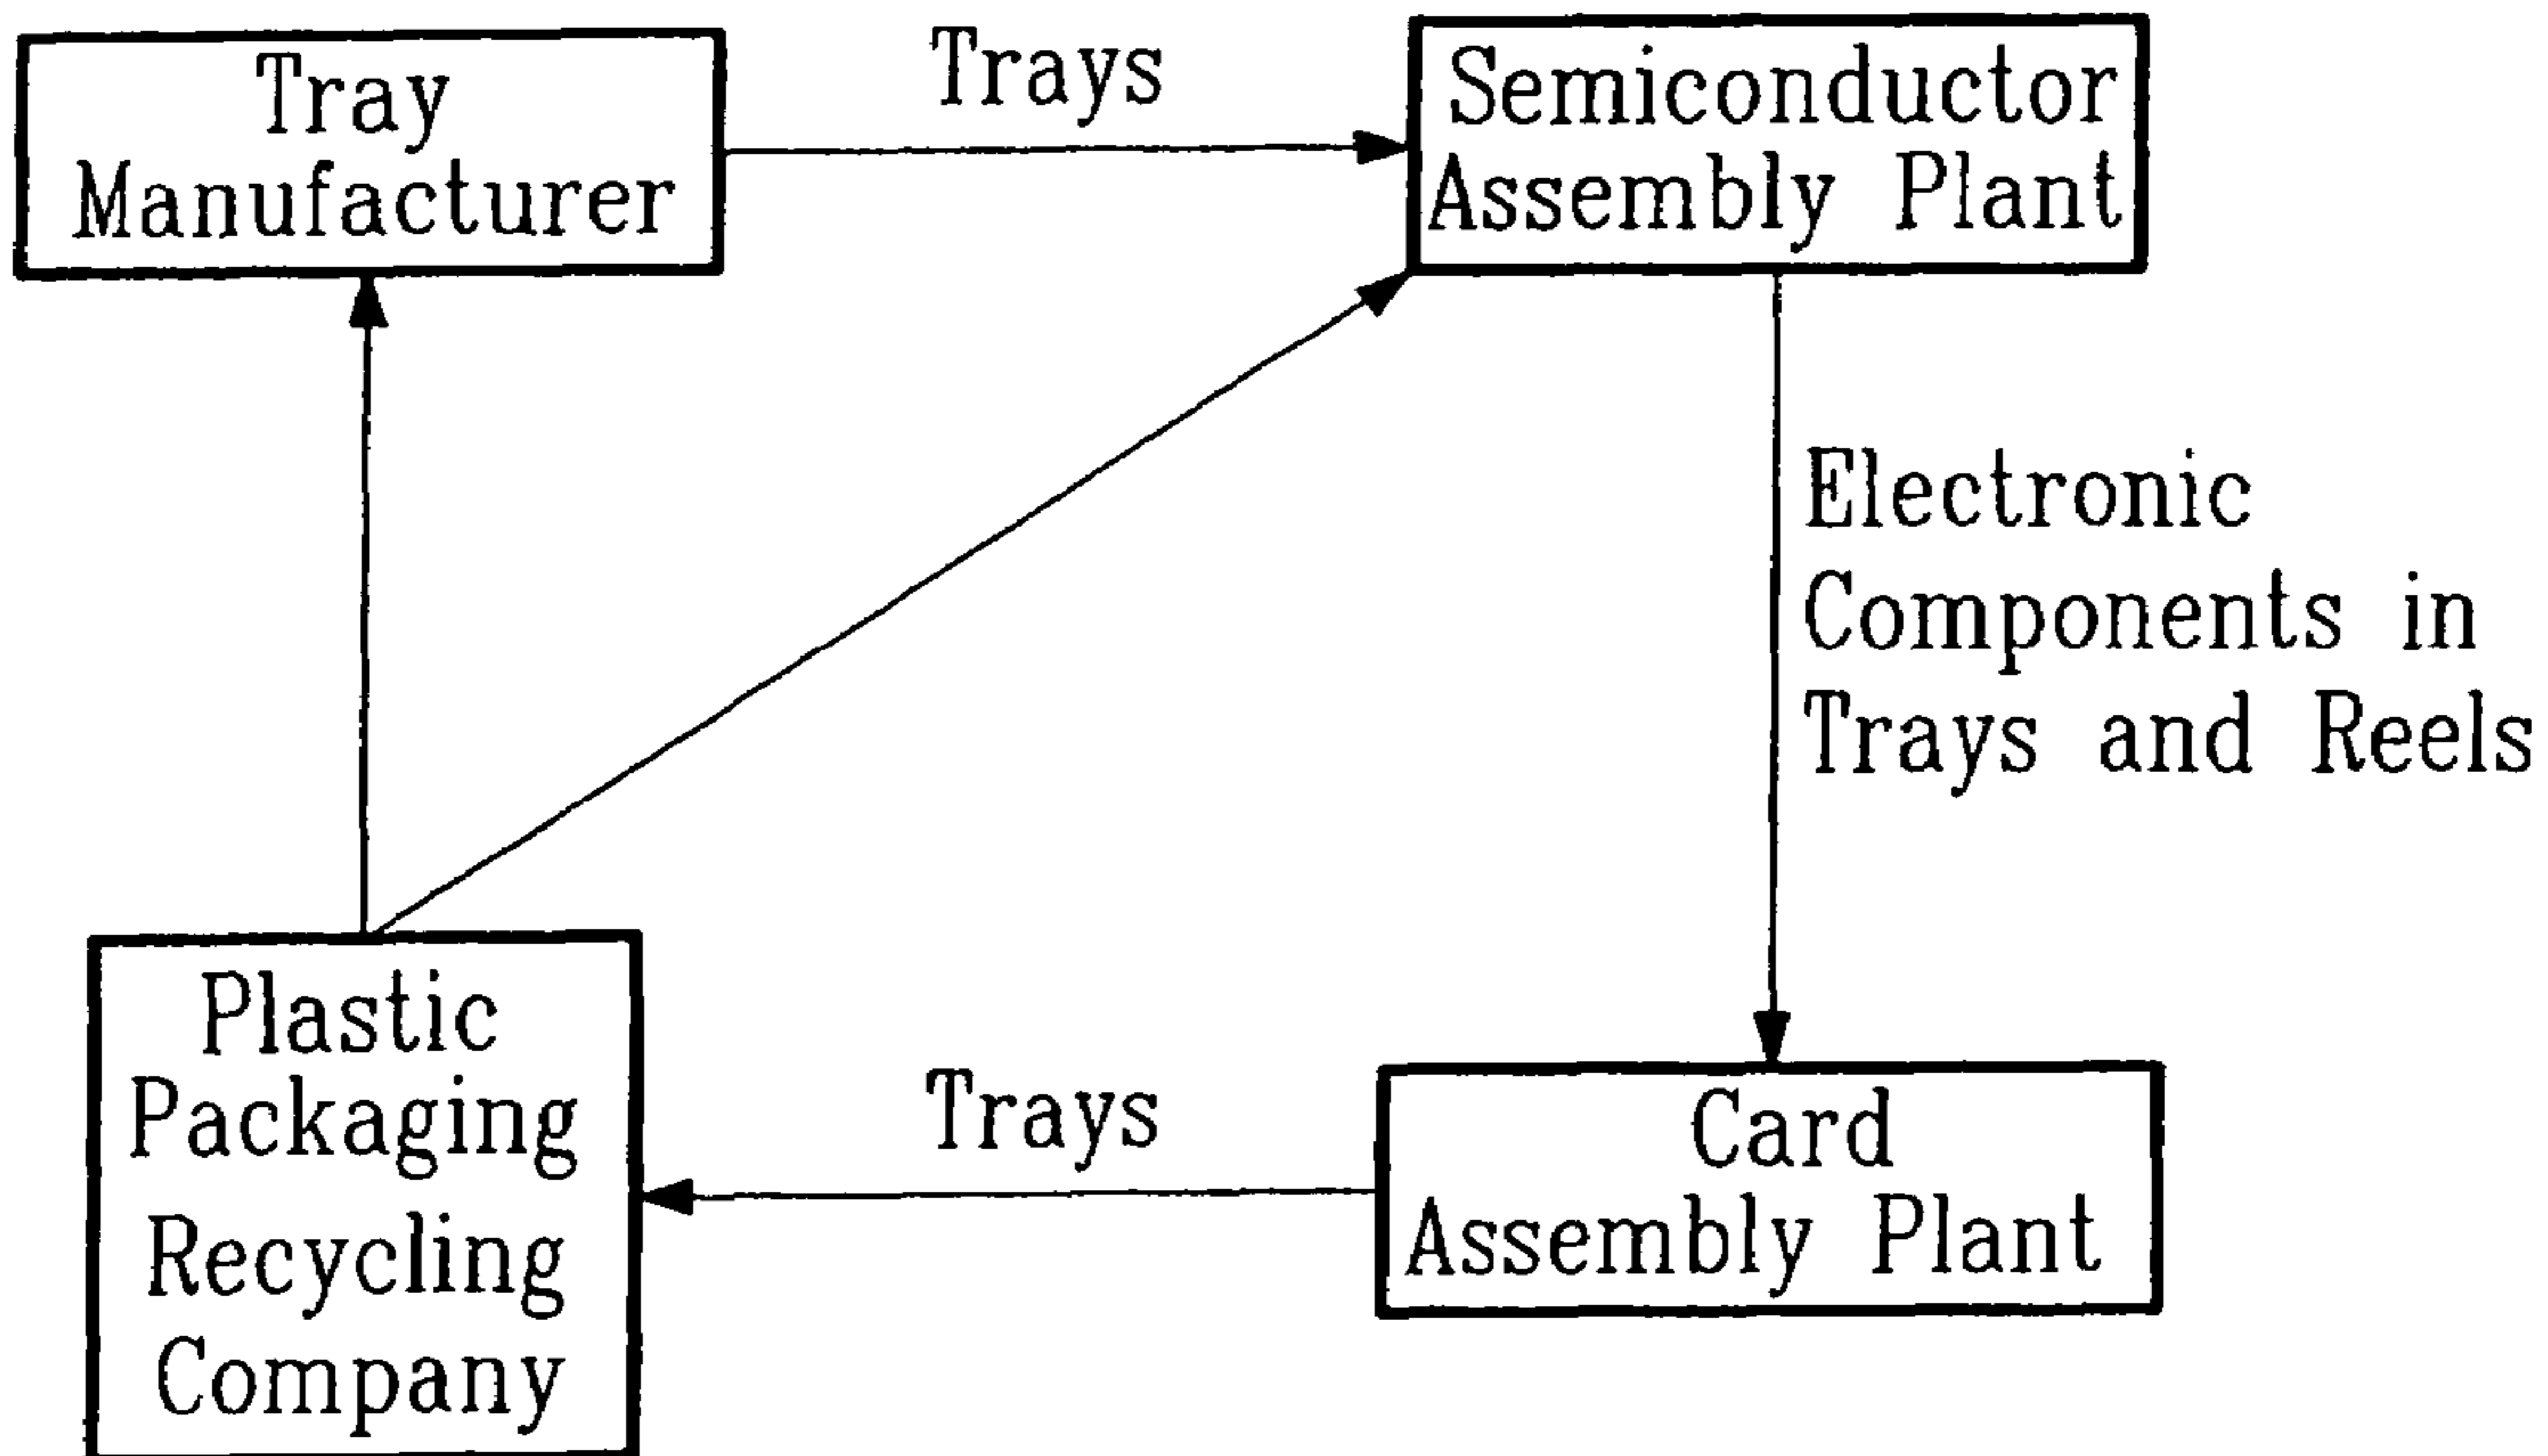 Tray
Manufacturer
Trays
Semiconductor
Assembly Plant
Electronic
Components in
Trays and Reels
Plastic
Packaging
Recycling
Company
Trays
Card
Assembly Plant